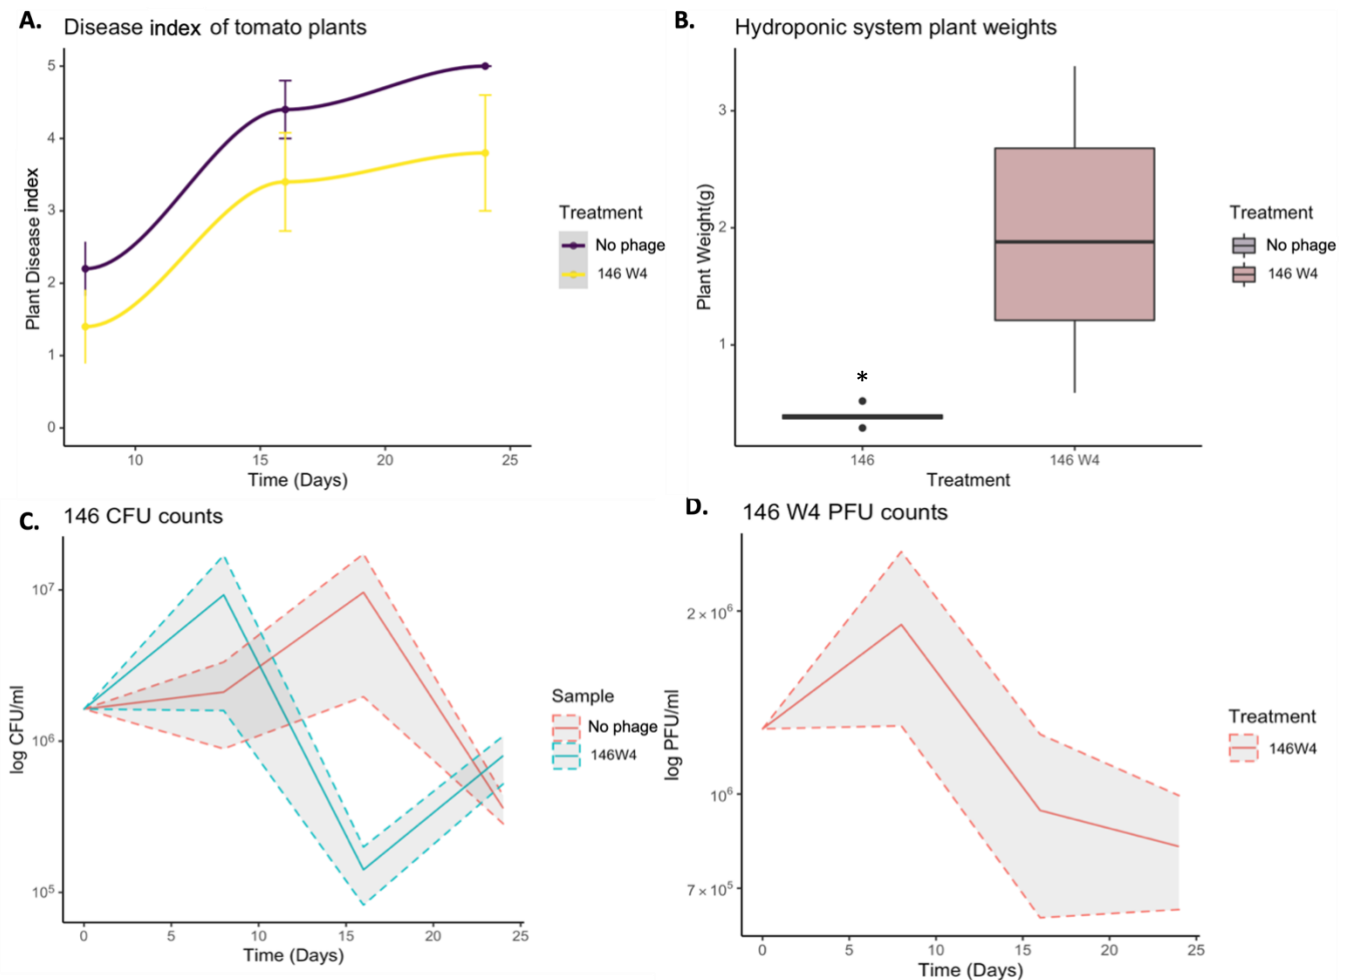 A. Disease index of tomato plants
5
4
3
2
1
0
Plant Disease index
10 15 20 25
Time (Days)
Treatment
No phage
146 W4
B. Hydroponic system plant weights
3
2
1
Plant Weight(g)
*
146 146 W4
Treatment
Treatment
No phage
146 W4
C. 146 CFU counts
10⁷
10⁶
10⁵
log CFU/ml
0 5 10 15 20 25
Time (Days)
Sample
No phage
146W4
D. 146 W4 PFU counts
2 × 10⁶
10⁶
7 × 10⁵
log PFU/ml
0 5 10 15 20 25
Time (Days)
Treatment
146W4